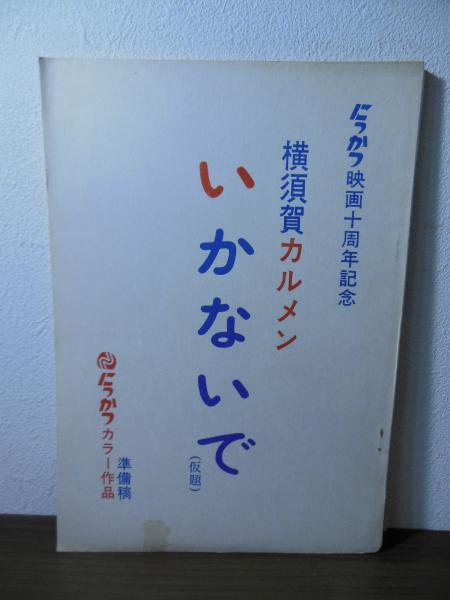 にっかつ映画十周年記念
横須賀カルメン
いかないで
(仮題)
準備稿
にっかつカラー作品